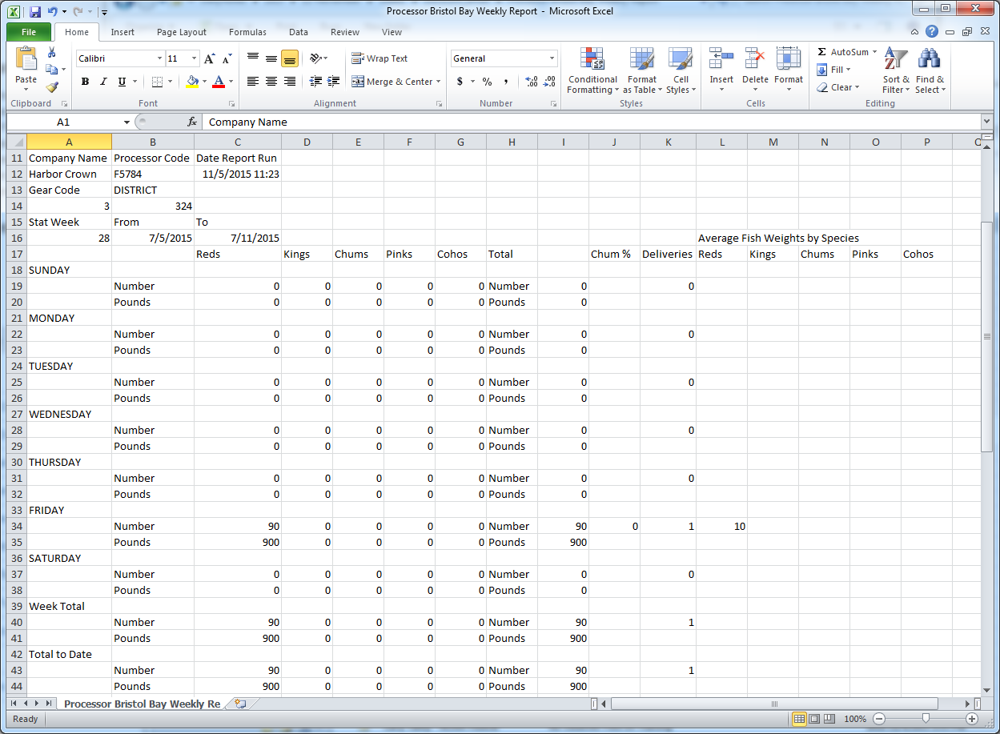 Processor Bristol Bay Weekly Report - Microsoft Excel
File Home Insert Page Layout Formulas Data Review View
Paste Calibri 11 A A Wrap Text General Conditional Formatting Format as Table Cell Styles Insert Delete Format Σ AutoSum Sort & Filter Find & Select
B I U A Merge & Center $ % , .00 .0 Fill Clear
Clipboard Font Alignment Number Styles Cells Editing
A1 fx Company Name
A B C D E F G H I J K L M N O P Q
11 Company Name Processor Code Date Report Run
12 Harbor Crown F5784 11/5/2015 11:23
13 Gear Code DISTRICT
14 3 324
15 Stat Week From To
16 28 7/5/2015 7/11/2015 Average Fish Weights by Species
17 Reds Kings Chums Pinks Cohos Total Chum % Deliveries Reds Kings Chums Pinks Cohos
18 SUNDAY
19 Number 0 0 0 0 0 Number 0 0
20 Pounds 0 0 0 0 0 Pounds 0
21 MONDAY
22 Number 0 0 0 0 0 Number 0 0
23 Pounds 0 0 0 0 0 Pounds 0
24 TUESDAY
25 Number 0 0 0 0 0 Number 0 0
26 Pounds 0 0 0 0 0 Pounds 0
27 WEDNESDAY
28 Number 0 0 0 0 0 Number 0 0
29 Pounds 0 0 0 0 0 Pounds 0
30 THURSDAY
31 Number 0 0 0 0 0 Number 0 0
32 Pounds 0 0 0 0 0 Pounds 0
33 FRIDAY
34 Number 90 0 0 0 0 Number 90 0 1 10
35 Pounds 900 0 0 0 0 Pounds 900
36 SATURDAY
37 Number 0 0 0 0 0 Number 0 0
38 Pounds 0 0 0 0 0 Pounds 0
39 Week Total
40 Number 90 0 0 0 0 Number 90 1
41 Pounds 900 0 0 0 0 Pounds 900
42 Total to Date
43 Number 90 0 0 0 0 Number 90 1
44 Pounds 900 0 0 0 0 Pounds 900
Processor Bristol Bay Weekly Re
Ready 100%